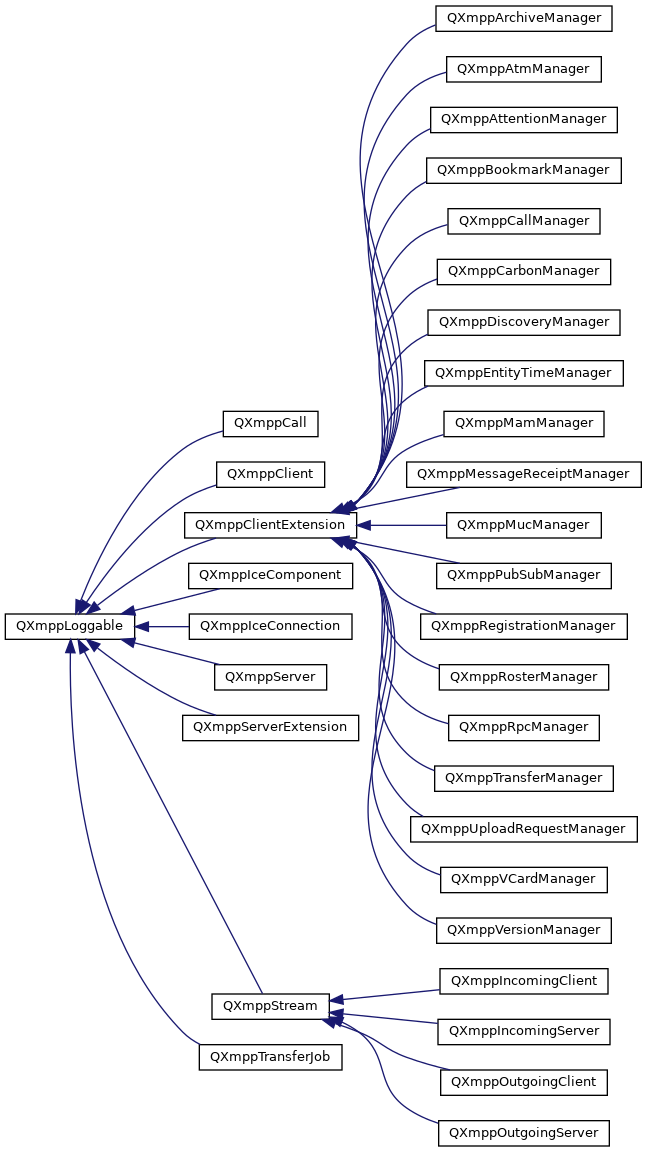 QXmppArchiveManager
QXmppAtmManager
QXmppAttentionManager
QXmppBookmarkManager
QXmppCallManager
QXmppCarbonManager
QXmppDiscoveryManager
QXmppEntityTimeManager
QXmppCall
QXmppMamManager
QXmppClient
QXmppMessageReceiptManager
QXmppClientExtension
QXmppMucManager
QXmppIceComponent
QXmppPubSubManager
QXmppLoggable
QXmppIceConnection
QXmppRegistrationManager
QXmppServer
QXmppRosterManager
QXmppServerExtension
QXmppRpcManager
QXmppTransferManager
QXmppUploadRequestManager
QXmppVCardManager
QXmppVersionManager
QXmppIncomingClient
QXmppStream
QXmppIncomingServer
QXmppTransferJob
QXmppOutgoingClient
QXmppOutgoingServer